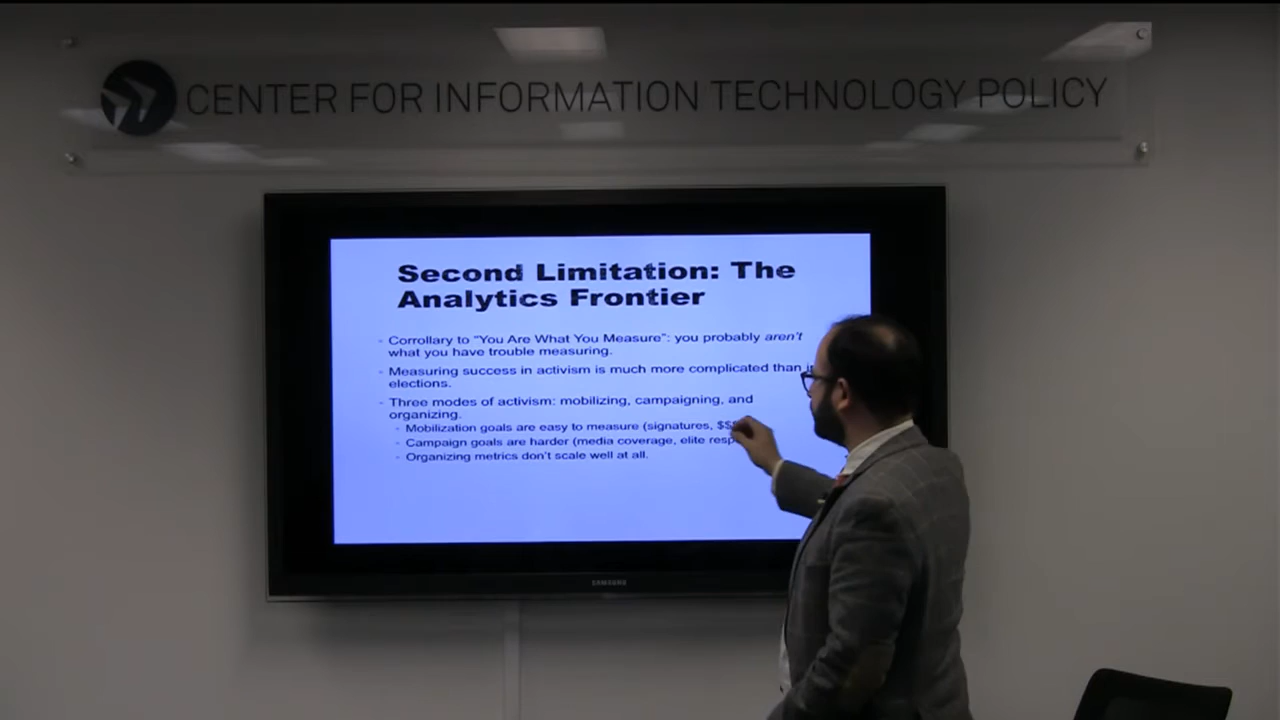 CENTER FOR INFORMATION TECHNOLOGY POLICY
Second Limitation: The
Analytics Frontier
- Corrollary to "You Are What You Measure": you probably aren't
what you have trouble measuring.
- Measuring success in activism is much more complicated than
elections.
- Three modes of activism: mobilizing, campaigning, and
organizing.
- Mobilization goals are easy to measure (signatures, $$
- Campaign goals are harder (media coverage, elite
- Organizing metrics don't scale well at all.
SAMSUNG